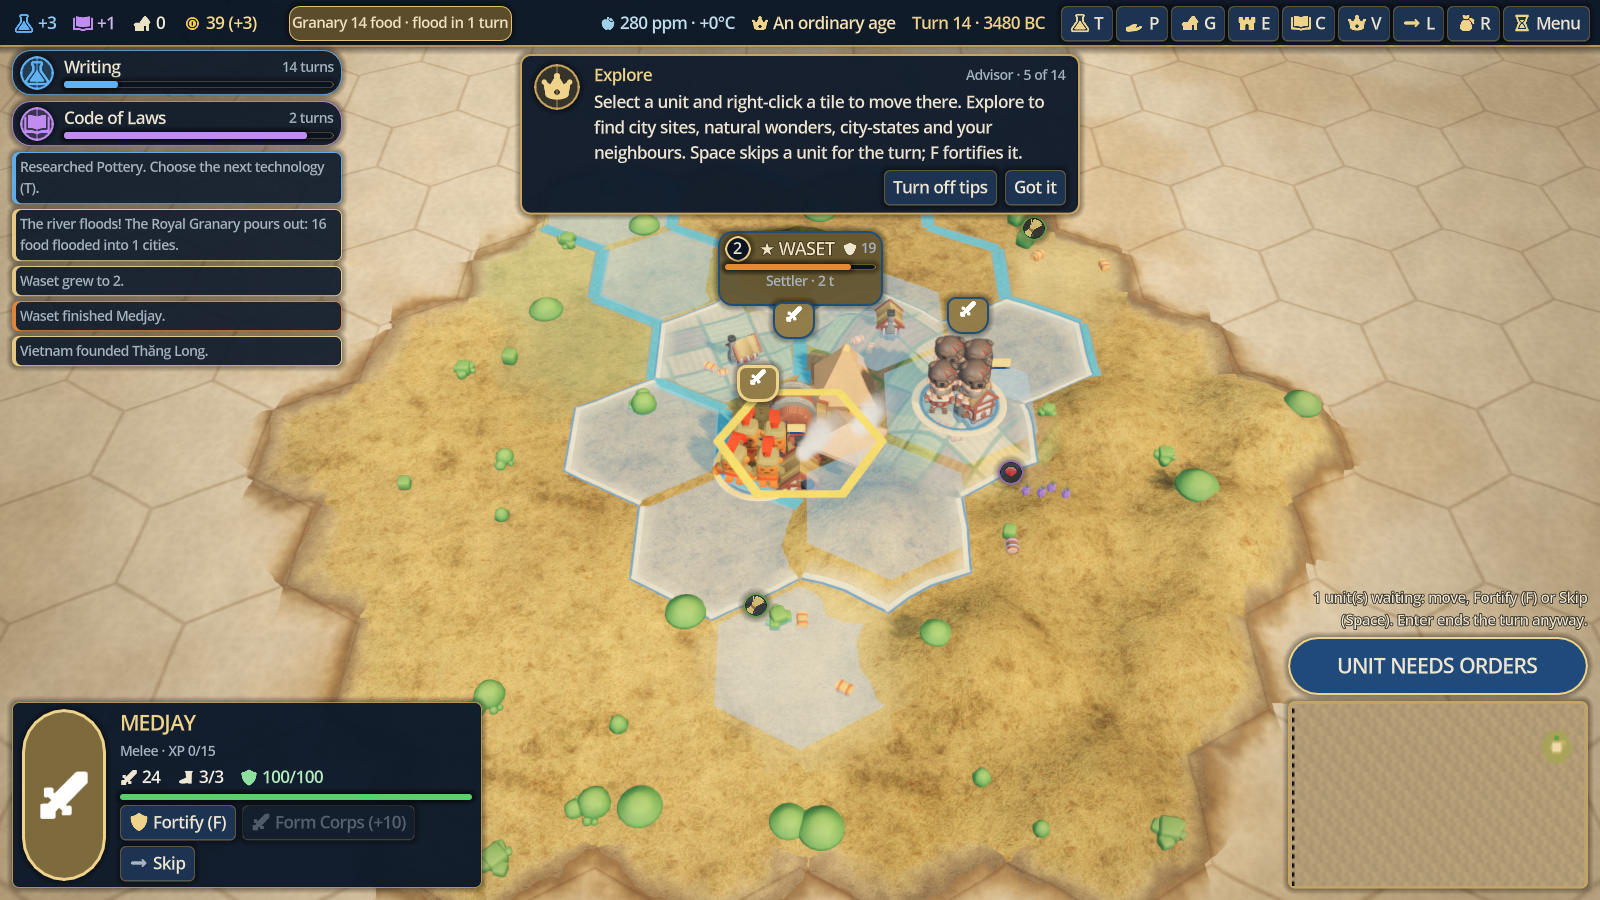 +3
+1
0
39 (+3)
Granary 14 food · flood in 1 turn
280 ppm · +0°C
An ordinary age
Turn 14 · 3480 BC
T
P
G
E
C
V
L
R
Menu
Writing
14 turns
Code of Laws
2 turns
Researched Pottery. Choose the next technology
(T).
The river floods! The Royal Granary pours out: 16
food flooded into 1 cities.
Waset grew to 2.
Waset finished Medjay.
Vietnam founded Thăng Long.
Explore
Advisor · 5 of 14
Select a unit and right-click a tile to move there. Explore to
find city sites, natural wonders, city-states and your
neighbours. Space skips a unit for the turn; F fortifies it.
Turn off tips
Got it
2
★ WASET
19
Settler · 2 t
1 unit(s) waiting: move, Fortify (F) or Skip
(Space). Enter ends the turn anyway.
UNIT NEEDS ORDERS
MEDJAY
Melee · XP 0/15
24
3/3
100/100
Fortify (F)
Form Corps (+10)
Skip